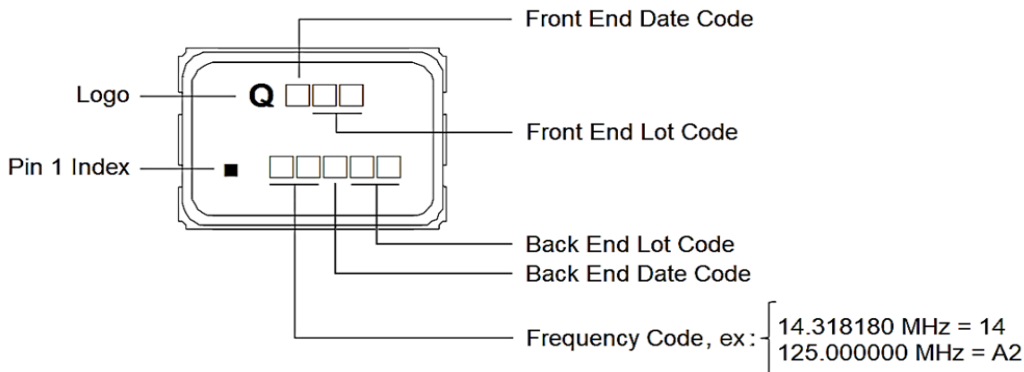 Front End Date Code
Logo
Q
Front End Lot Code
Pin 1 Index
Back End Lot Code
Back End Date Code
Frequency Code, ex:
14.318180 MHz = 14
125.000000 MHz = A2